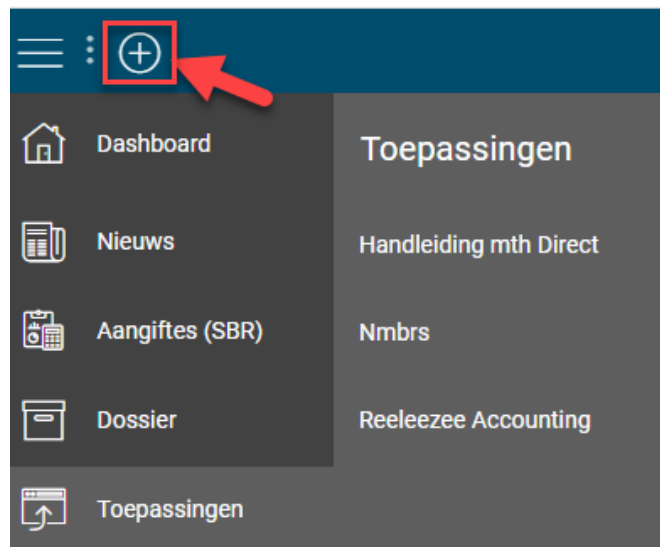 Dashboard
Nieuws
Aangiftes (SBR)
Dossier
Toepassingen
Toepassingen
Handleiding mth Direct
Nmbrs
Reeleezee Accounting